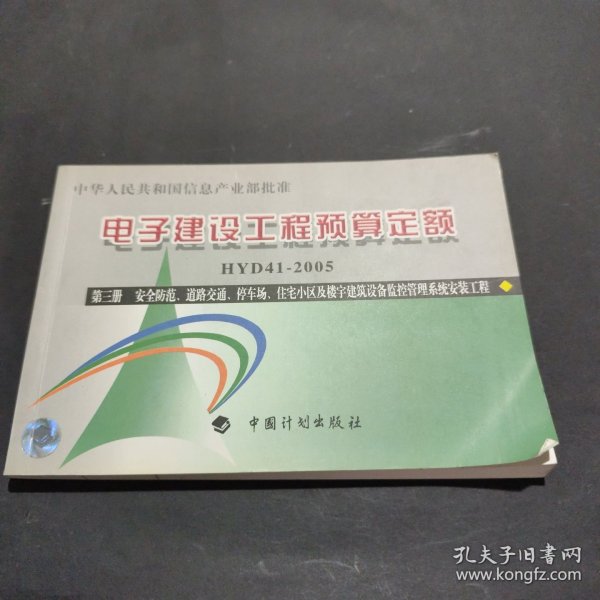 中华人民共和国信息产业部批准
电子建设工程预算定额
HYD41-2005
第三册 安全防范、道路交通、停车场、住宅小区及楼宇建筑设备监控管理系统安装工程
中国计划出版社
孔夫子旧书网
www.kongfz.com